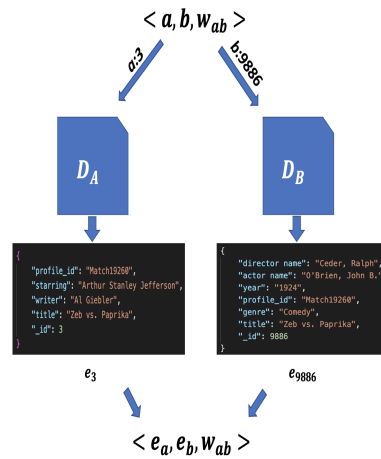 < a, b, w_ab >
a:3
b:9886
D_A
D_B
{
"profile_id": "Match19260",
"starring": "Arthur Stanley Jefferson",
"writer": "Al Giebler",
"title": "Zeb vs. Paprika",
"_id": 3
}
{
"director name": "Ceder, Ralph",
"actor name": "O'Brien, John B."
"year": "1924",
"profile_id": "Match19260",
"genre": "Comedy",
"title": "Zeb vs. Paprika",
"_id": 9886
}
e_3
e_9886
< e_a, e_b, w_ab >